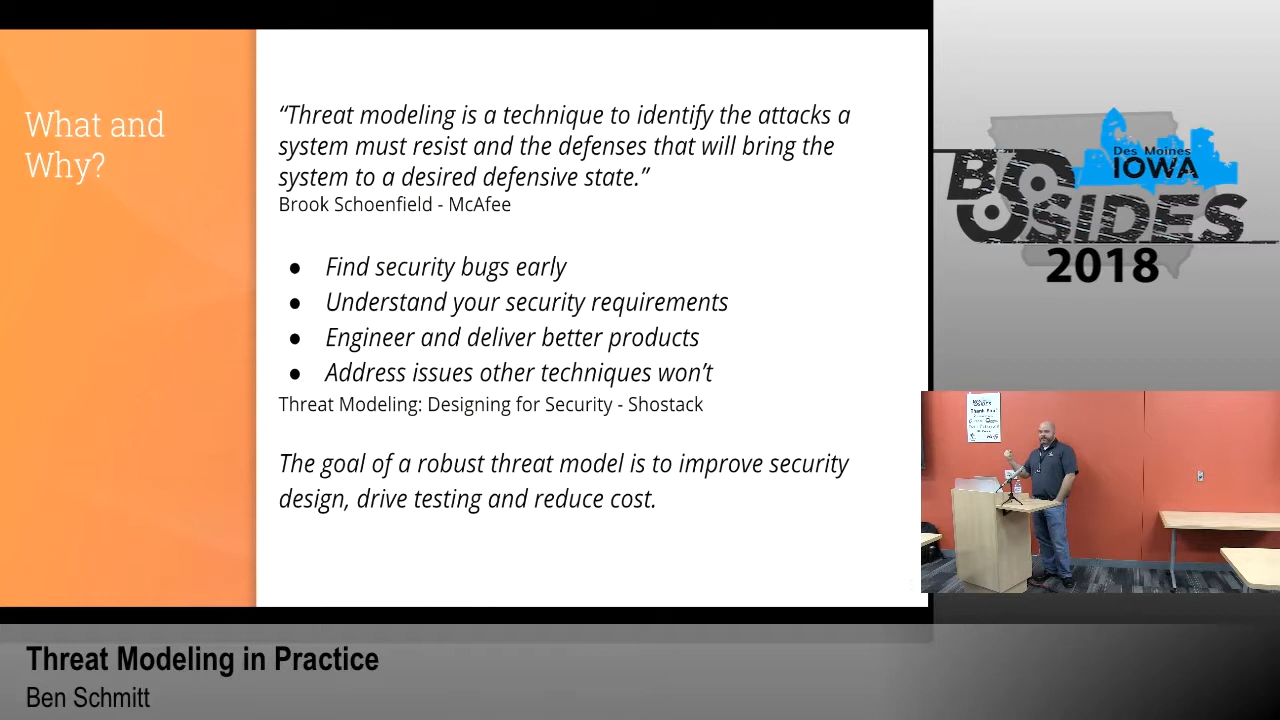 What and
Why?
“Threat modeling is a technique to identify the attacks a
system must resist and the defenses that will bring the
system to a desired defensive state.”
Brook Schoenfield - McAfee
● Find security bugs early
● Understand your security requirements
● Engineer and deliver better products
● Address issues other techniques won’t
Threat Modeling: Designing for Security - Shostack
The goal of a robust threat model is to improve security
design, drive testing and reduce cost.
Des Moines
IOWA
BSIDES
2018
Thank You!
Threat Modeling in Practice
Ben Schmitt